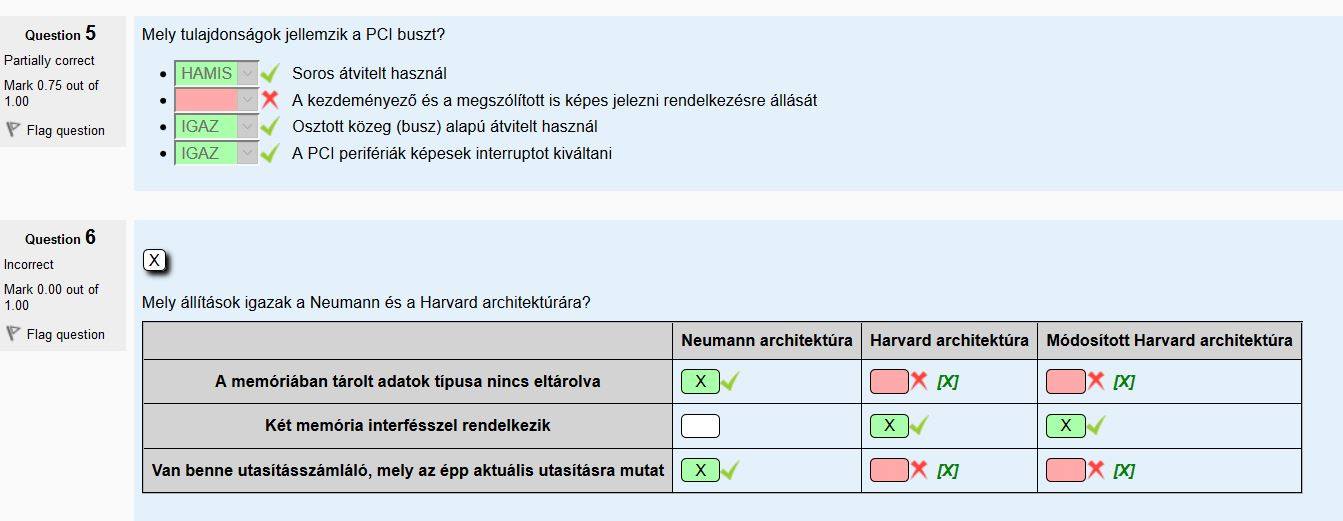 Question 5
Partially correct
Mark 0.75 out of
1.00
Flag question
Mely tulajdonságok jellemzik a PCI buszt?
HAMIS Soros átvitelt használ
A kezdeményező és a megszólított is képes jelezni rendelkezésre állását
IGAZ Osztott közeg (busz) alapú átvitelt használ
IGAZ A PCI perifériák képesek interruptot kiváltani
Question 6
Incorrect
Mark 0.00 out of
1.00
Flag question
X
Mely állítások igazak a Neumann és a Harvard architektúrára?
Neumann architektúra Harvard architektúra Módosított Harvard architektúra
A memóriában tárolt adatok típusa nincs eltárolva X [X] [X]
Két memória interfésszel rendelkezik X X
Van benne utasításszámláló, mely az épp aktuális utasításra mutat X [X] [X]